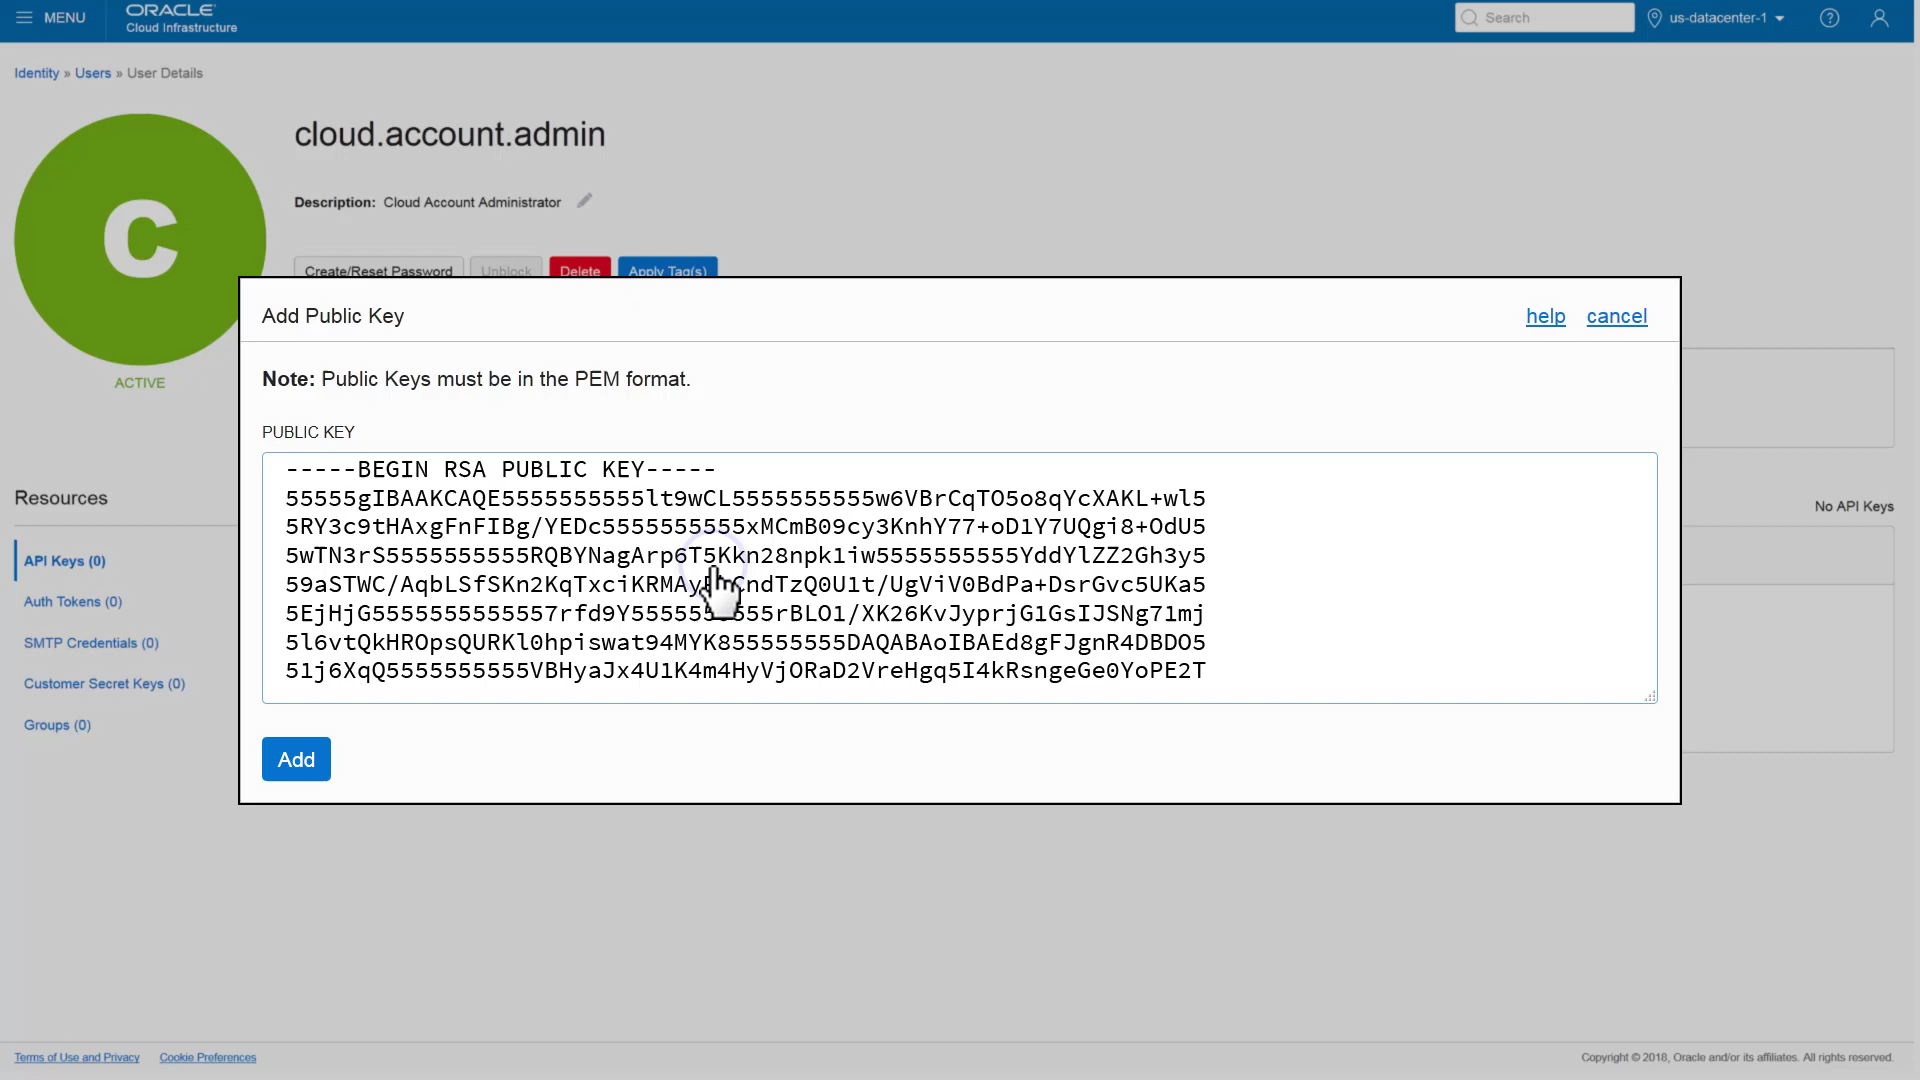 MENU
ORACLE
Cloud Infrastructure
Search
us-datacenter-1
Identity » Users » User Details
C
ACTIVE
cloud.account.admin
Description: Cloud Account Administrator
Create/Reset Password
Unblock
Delete
Apply Tag(s)
Add Public Key
help
cancel
Note: Public Keys must be in the PEM format.
PUBLIC KEY
-----BEGIN RSA PUBLIC KEY-----
55555gIBAAKCAQE5555555555lt9wCL5555555555w6VBrCqTO5o8qYcXAKL+wl5
5RY3c9tHAxgFnFIBg/YEDc5555555555xMCmB09cy3KnhY77+oD1Y7UQgi8+OdU5
5wTN3rS5555555555RQBYNagArp6T5Kkn28npk1iw5555555555YddYlZZ2Gh3y5
59aSTWC/AqbLSfSKn2KqTxciKRMAy CndTzQ0U1t/UgViV0BdPa+DsrGvc5UKa5
5EjHjG5555555555557rfd9Y5555555555rBLO1/XK26KvJyprjG1GsIJSNg71mj
5l6vtQkHROpsQURKl0hpiswat94MYK855555555DAQABAoIBAEd8gFJgnR4DBDO5
51j6XqQ5555555555VBHyaJx4U1K4m4HyVjORaD2VreHgq5I4kRsngeGe0YoPE2T
Add
Resources
API Keys (0)
Auth Tokens (0)
SMTP Credentials (0)
Customer Secret Keys (0)
Groups (0)
No API Keys
Terms of Use and Privacy
Cookie Preferences
Copyright © 2018, Oracle and/or its affiliates. All rights reserved.